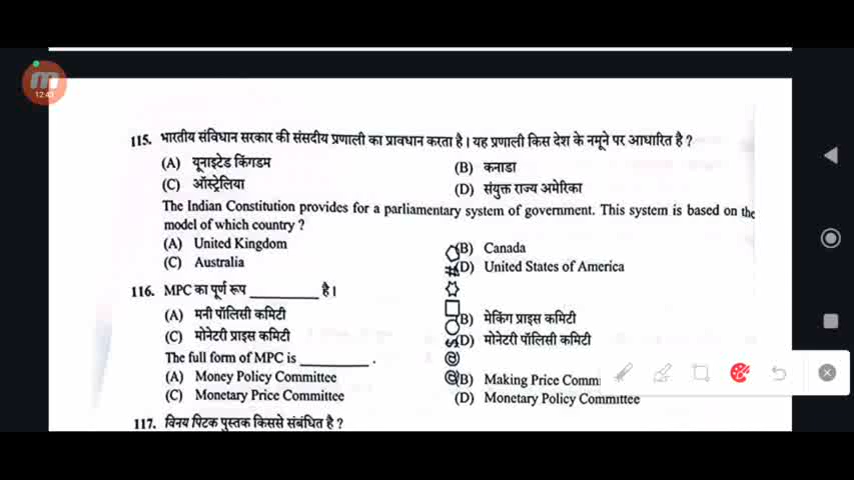 12:43
115. भारतीय संविधान सरकार की संसदीय प्रणाली का प्रावधान करता है। यह प्रणाली किस देश के नमूने पर आधारित है ?
(A) यूनाइटेड किंगडम (B) कनाडा
(C) ऑस्ट्रेलिया (D) संयुक्त राज्य अमेरिका
The Indian Constitution provides for a parliamentary system of government. This system is based on the
model of which country ?
(A) United Kingdom (B) Canada
(C) Australia (D) United States of America
116. MPC का पूर्ण रूप __________ है।
(A) मनी पॉलिसी कमिटी (B) मेकिंग प्राइस कमिटी
(C) मोनेटरी प्राइस कमिटी (D) मोनेटरी पॉलिसी कमिटी
The full form of MPC is __________ .
(A) Money Policy Committee (B) Making Price Comm
(C) Monetary Price Committee (D) Monetary Policy Committee
117. विनय पिटक पुस्तक किससे संबंधित है ?